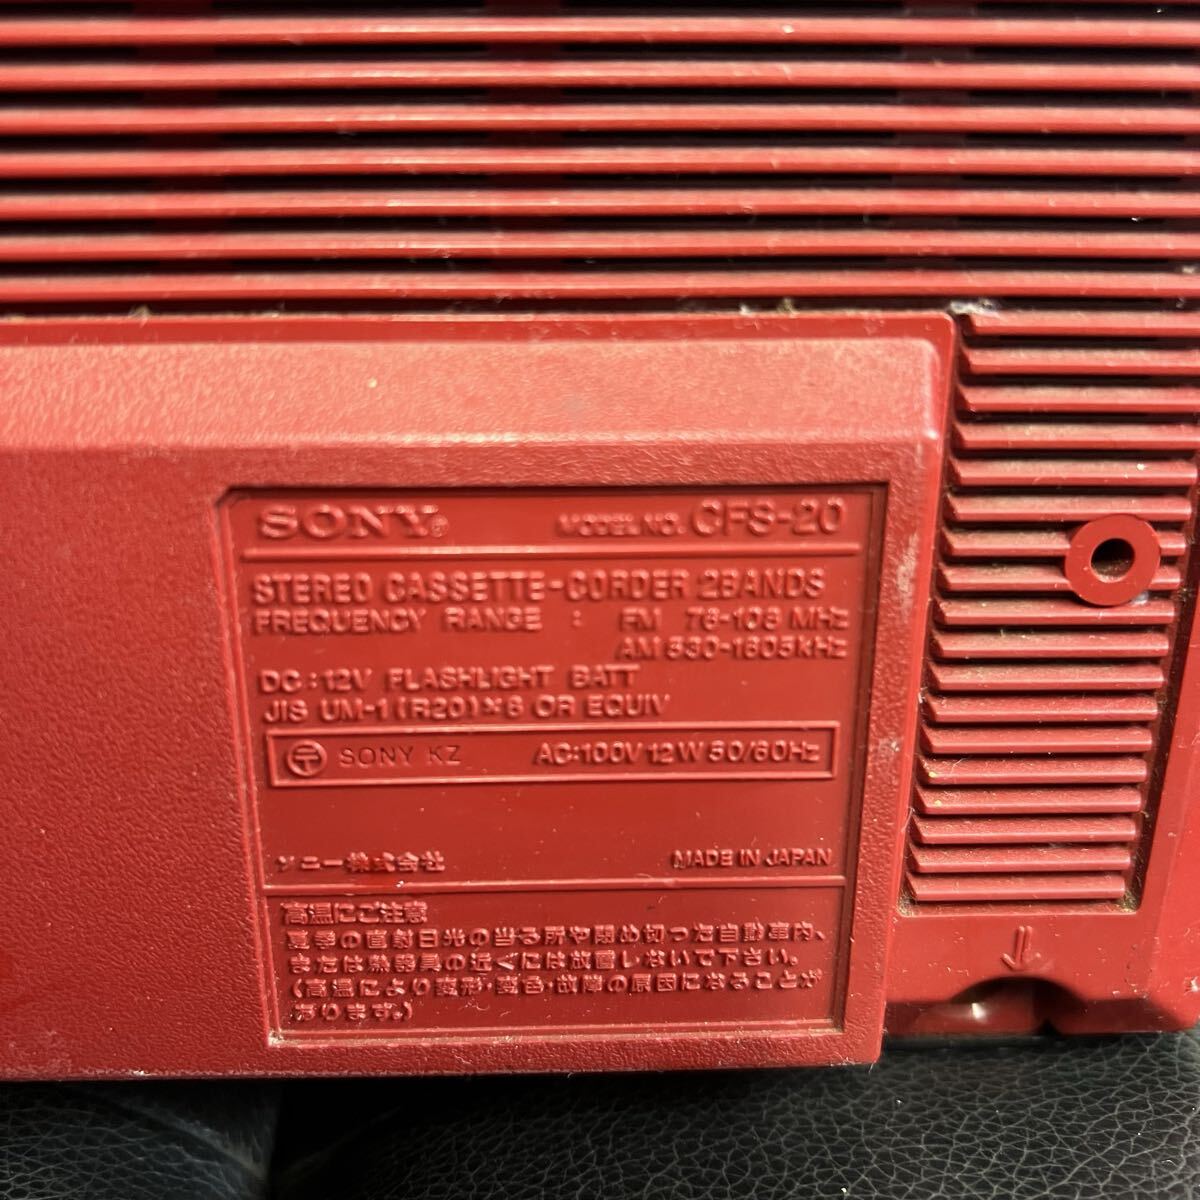 SONY® MODEL NO. CFS-20
STEREO CASSETTE-CORDER 2BANDS
FREQUENCY RANGE : FM 76-108 MHz
AM 530-1605kHz
DC:12V FLASHLIGHT BATT
JIS UM-1 (R20)×8 OR EQUIV
〒 SONY KZ AC:100V 12W 50/60Hz
ソニー株式会社 MADE IN JAPAN
高温にご注意
夏季の直射日光の当る所や閉め切った自動車内、
または熱器具の近くには放置しないで下さい。
(高温により変形・変色・故障の原因になることが
あります。)